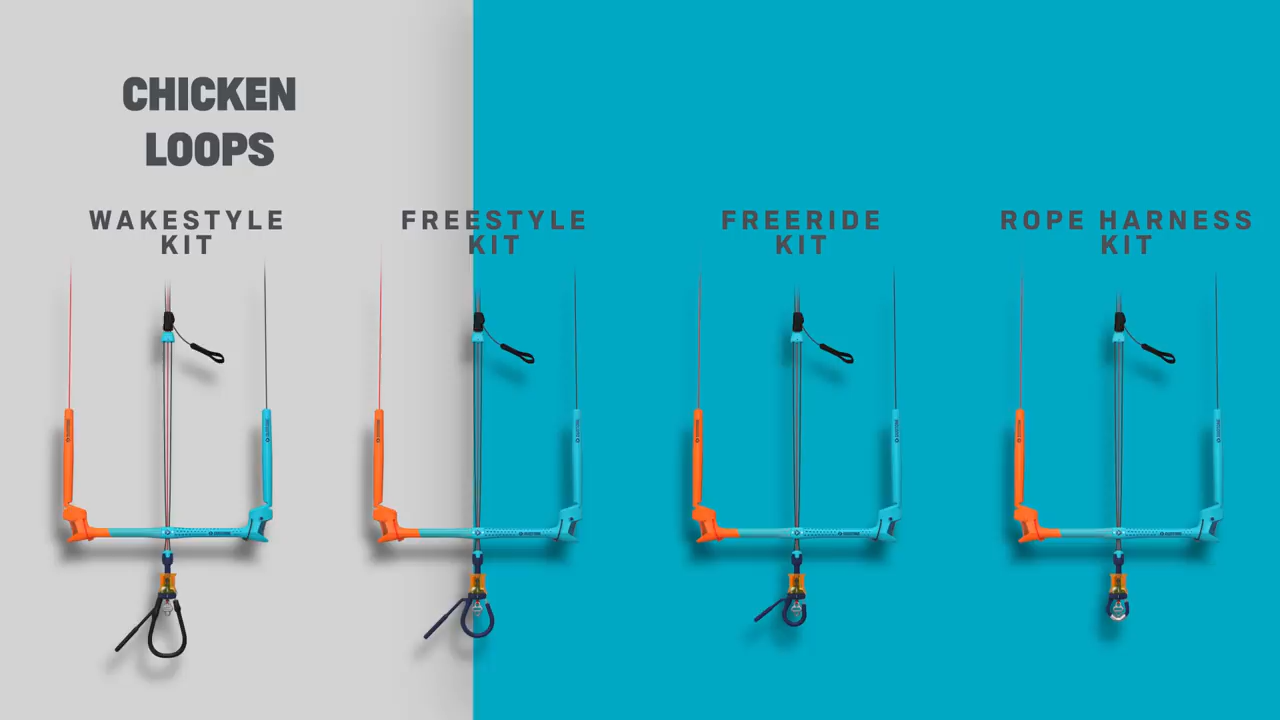 CHICKEN
LOOPS
WAKESTYLE
KIT
FREESTYLE
KIT
FREERIDE
KIT
ROPE HARNESS
KIT